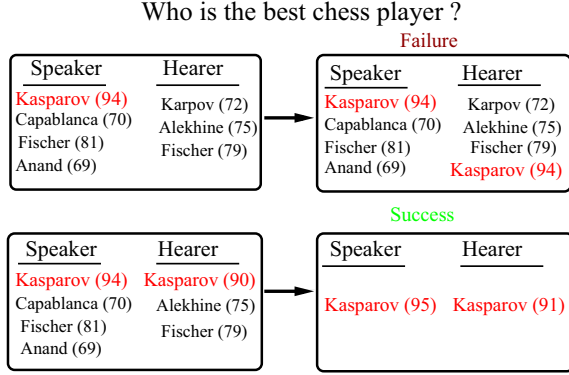 Who is the best chess player ?
Failure
Speaker Hearer
Kasparov (94)
Capablanca (70)
Fischer (81)
Anand (69)
Karpov (72)
Alekhine (75)
Fischer (79)
Speaker Hearer
Kasparov (94)
Capablanca (70)
Fischer (81)
Anand (69)
Karpov (72)
Alekhine (75)
Fischer (79)
Kasparov (94)
Success
Speaker Hearer
Kasparov (94)
Capablanca (70)
Fischer (81)
Anand (69)
Kasparov (90)
Alekhine (75)
Fischer (79)
Speaker Hearer
Kasparov (95) Kasparov (91)